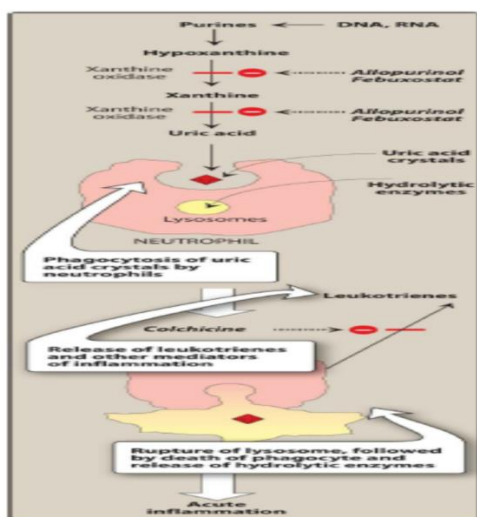 Purines DNA, RNA
Hypoxanthine
Xanthine
oxidase
Allopurinol
Febuxostat
Xanthine
Xanthine
oxidase
Allopurinol
Febuxostat
Uric acid
Uric acid
crystals
Hydrolytic
enzymes
Lysosomes
NEUTROPHIL
Phagocytosis of uric
acid crystals by
neutrophils
Leukotrienes
Colchicine
Release of leukotrienes
and other mediators
of inflammation
Rupture of lysosome, followed
by death of phagocyte and
release of hydrolytic enzymes
Acute
inflammation